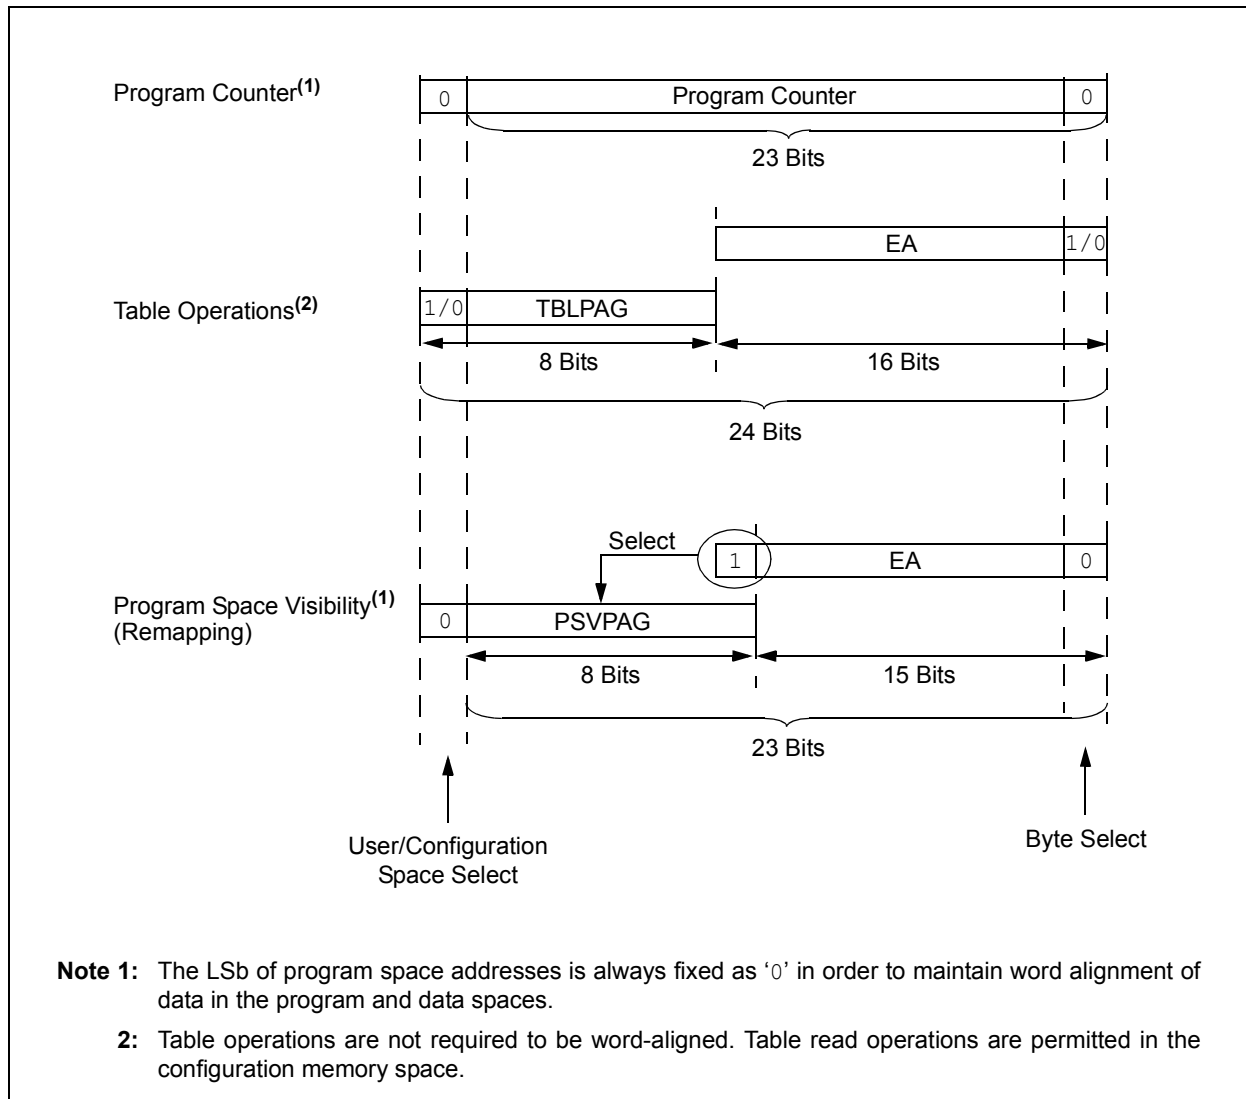 Program Counter(1)
0
Program Counter
0
23 Bits
EA
1/0
Table Operations(2)
1/0
TBLPAG
8 Bits
16 Bits
24 Bits
Select
1
EA
0
Program Space Visibility(1)
(Remapping)
0
PSVPAG
8 Bits
15 Bits
23 Bits
User/Configuration
Space Select
Byte Select
Note 1: The LSb of program space addresses is always fixed as ‘0’ in order to maintain word alignment of
data in the program and data spaces.
2: Table operations are not required to be word-aligned. Table read operations are permitted in the
configuration memory space.